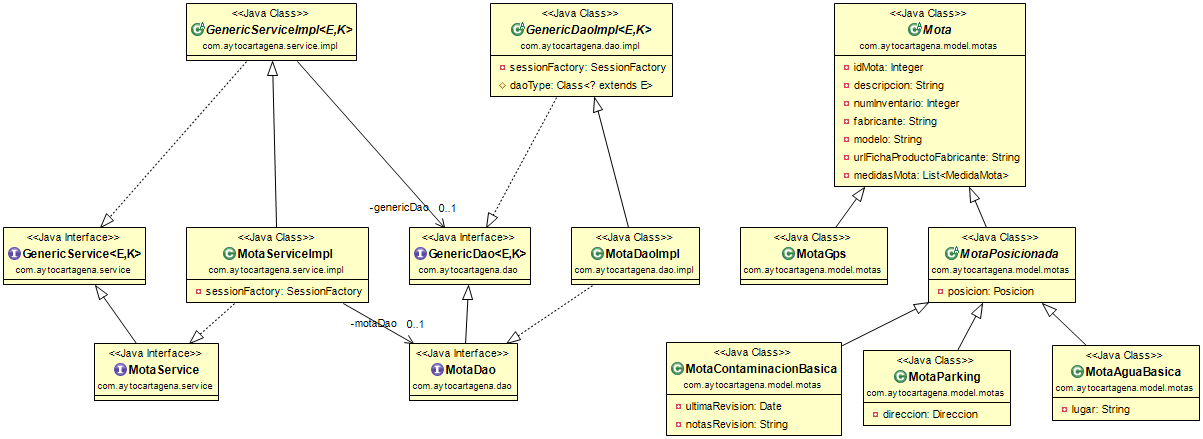 <<Java Class>>
GenericServiceImpl<E,K>
com.aytocartagena.service.impl
<<Java Class>>
GenericDaoImpl<E,K>
com.aytocartagena.dao.impl
sessionFactory: SessionFactory
daoType: Class<? extends E>
<<Java Class>>
Mota
com.aytocartagena.model.motas
idMota: Integer
descripcion: String
numInventario: Integer
fabricante: String
modelo: String
urlFichaProductoFabricante: String
medidasMota: List<MedidaMota>
-genericDao 0..1
<<Java Interface>>
GenericService<E,K>
com.aytocartagena.service
<<Java Class>>
MotaServiceImpl
com.aytocartagena.service.impl
sessionFactory: SessionFactory
<<Java Interface>>
GenericDao<E,K>
com.aytocartagena.dao
<<Java Class>>
MotaDaoImpl
com.aytocartagena.dao.impl
<<Java Class>>
MotaGps
com.aytocartagena.model.motas
<<Java Class>>
MotaPosicionada
com.aytocartagena.model.motas
posicion: Posicion
-motaDao 0..1
<<Java Interface>>
MotaService
com.aytocartagena.service
<<Java Interface>>
MotaDao
com.aytocartagena.dao
<<Java Class>>
MotaContaminacionBasica
com.aytocartagena.model.motas
ultimaRevision: Date
notasRevision: String
<<Java Class>>
MotaParking
com.aytocartagena.model.motas
direccion: Direccion
<<Java Class>>
MotaAguaBasica
com.aytocartagena.model.motas
lugar: String